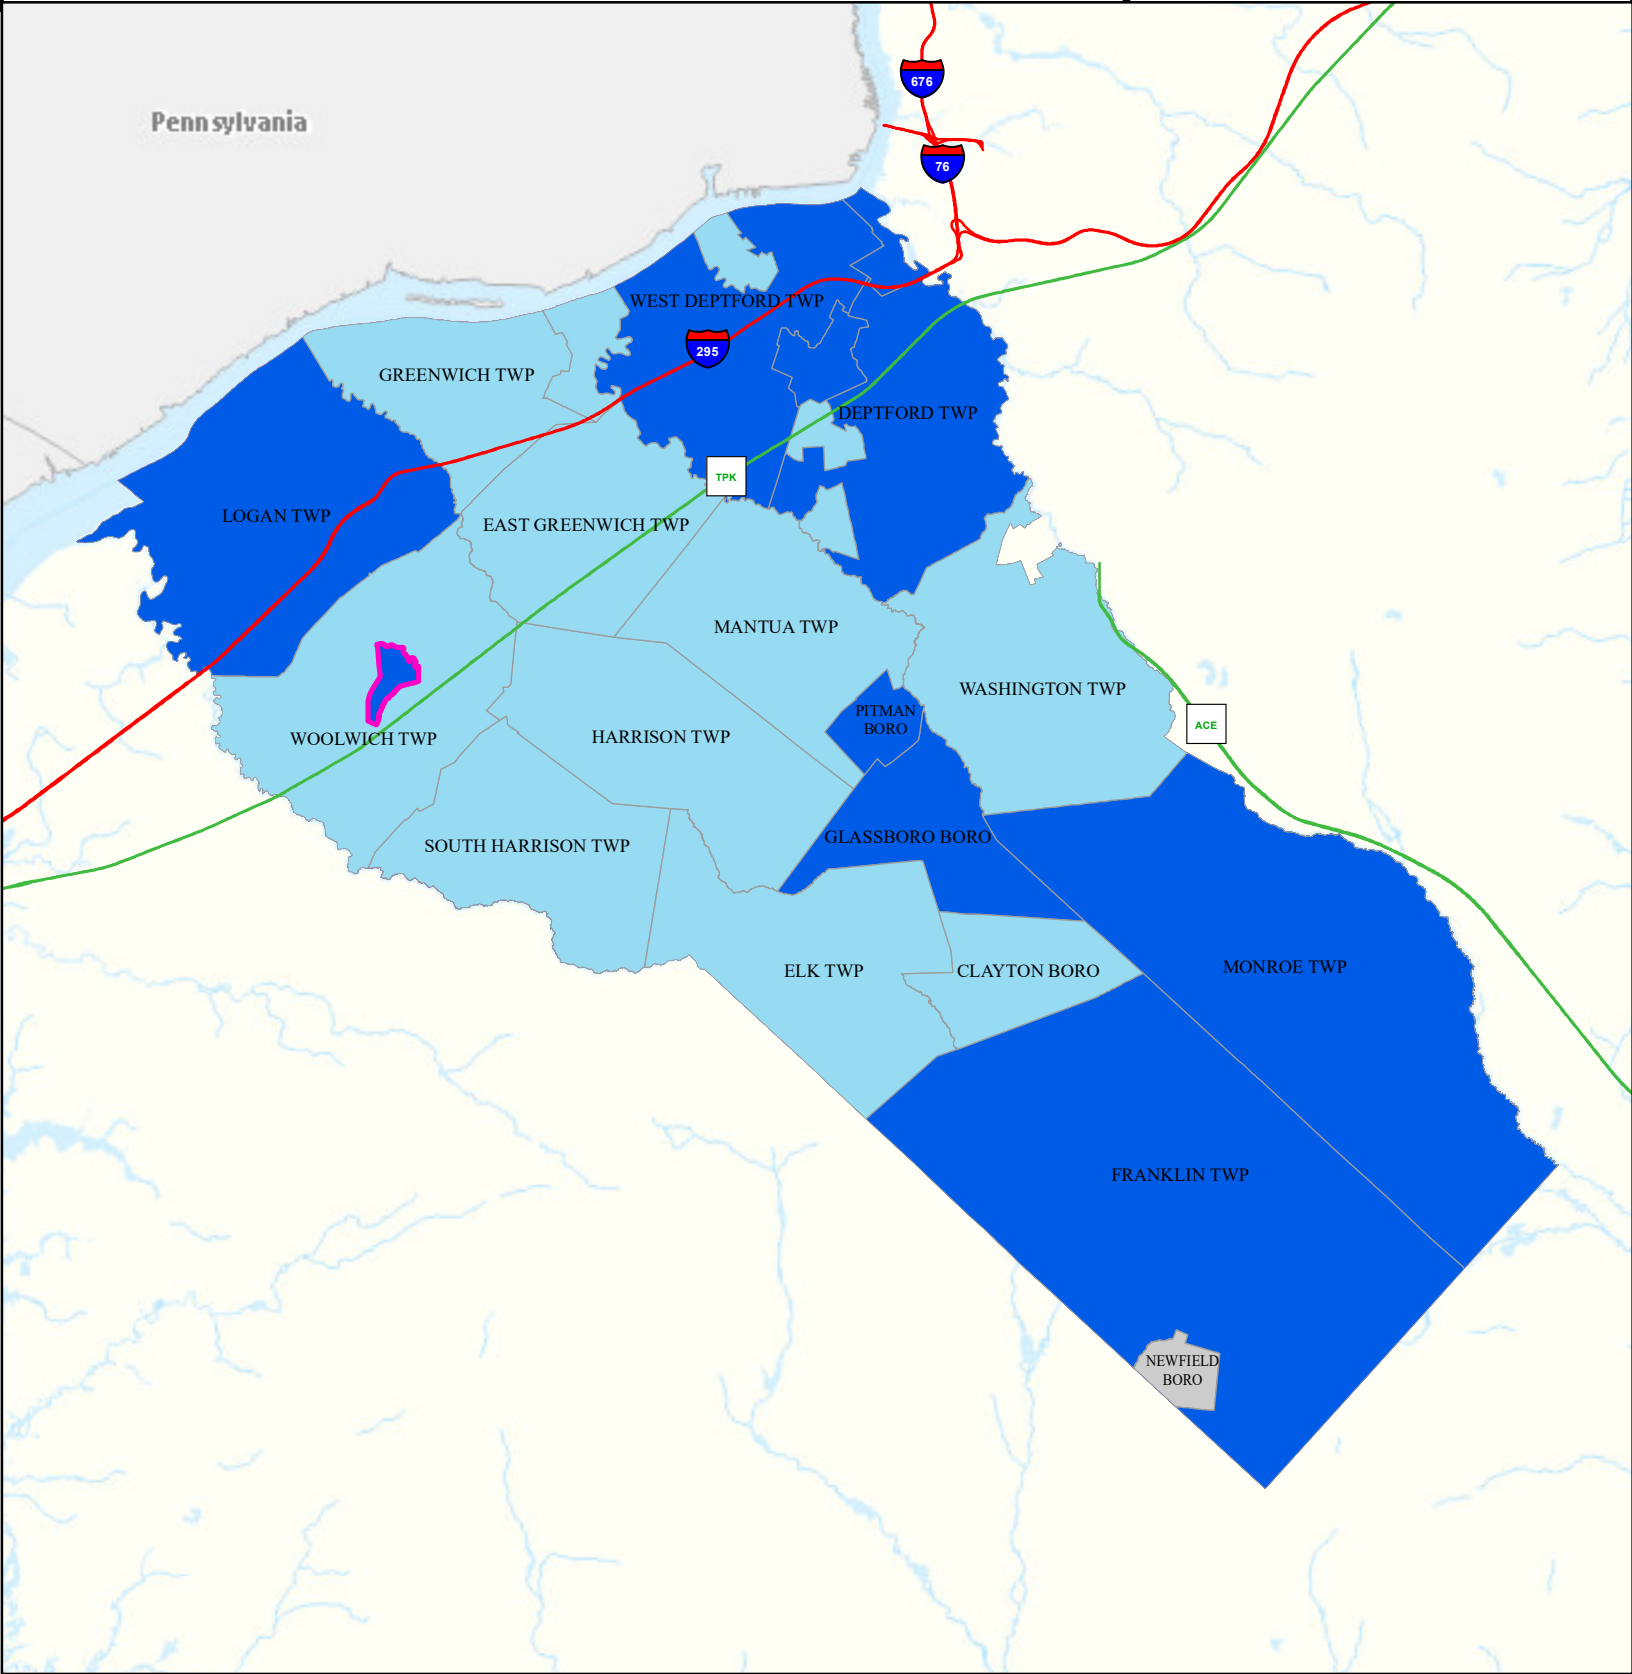 676
Pennsylvania
76
WEST DEPTFORD TWP
295
GREENWICH TWP
DEPTFORD TWP
TPK
LOGAN TWP
EAST GREENWICH TWP
MANTUA TWP
WASHINGTON TWP
PITMAN
BORO
ACE
WOOLWICH TWP
HARRISON TWP
GLASSBORO BORO
SOUTH HARRISON TWP
ELK TWP
CLAYTON BORO
MONROE TWP
FRANKLIN TWP
NEWFIELD
BORO